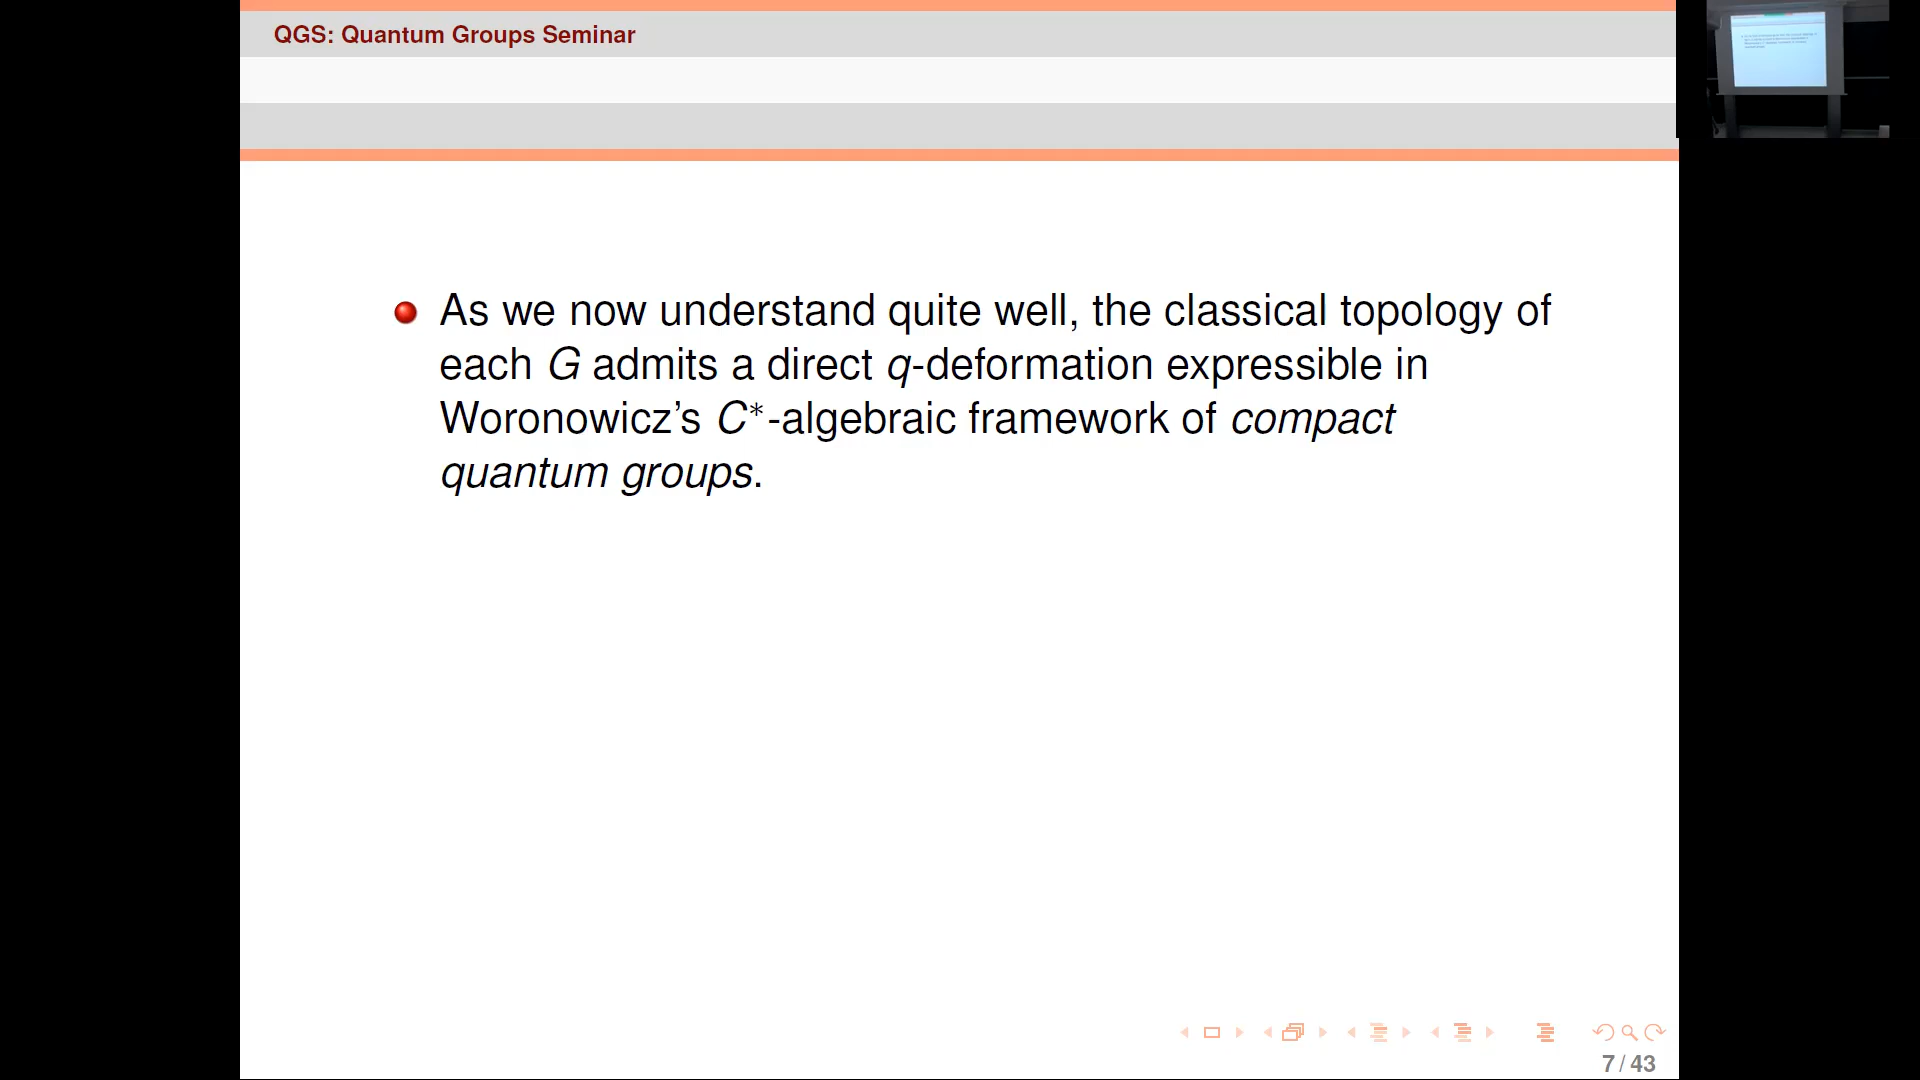 QGS: Quantum Groups Seminar
As we now understand quite well, the classical topology of
each G admits a direct q-deformation expressible in
Woronowicz's C*-algebraic framework of compact
quantum groups.
7 / 43